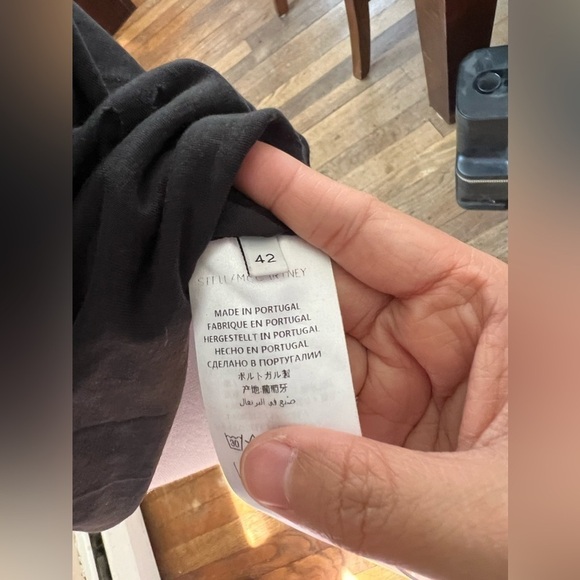 42
MADE IN PORTUGAL
FABRIQUE EN PORTUGAL
HERGESTELLT IN PORTUGAL
HECHO EN PORTUGAL
СДЕЛАНО В ПОРТУГАЛИИ
ポルトガル製
产地:葡萄牙
صنع في البرتغال
30